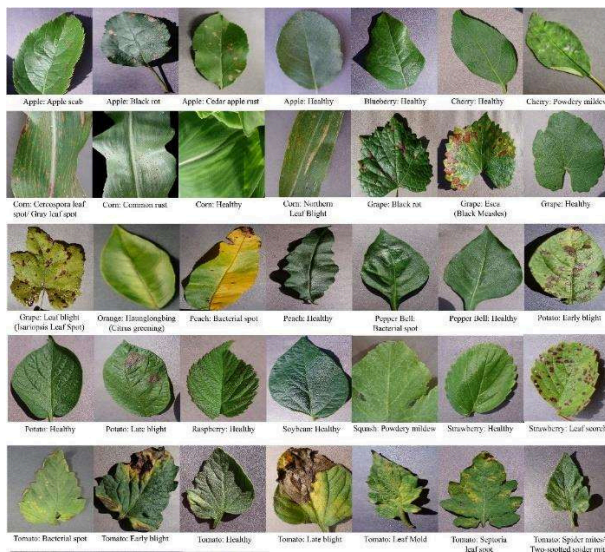 Apple: Apple scab
Apple: Black rot
Apple: Cedar apple rust
Apple: Healthy
Blueberry: Healthy
Cherry: Healthy
Cherry: Powdery mildew
Corn: Cercospora leaf
spot/ Gray leaf spot
Corn: Common rust
Corn: Healthy
Corn: Northern
Leaf Blight
Grape: Black rot
Grape: Esca
(Black Measles)
Grape: Healthy
Grape: Leaf blight
(Isariopsis Leaf Spot)
Orange: Haunglongbing
(Citrus greening)
Peach: Bacterial spot
Peach: Healthy
Pepper Bell:
Bacterial spot
Pepper Bell: Healthy
Potato: Early blight
Potato: Healthy
Potato: Late blight
Raspberry: Healthy
Soybean: Healthy
Squash: Powdery mildew
Strawberry: Healthy
Strawberry: Leaf scorch
Tomato: Bacterial spot
Tomato: Early blight
Tomato: Healthy
Tomato: Late blight
Tomato: Leaf Mold
Tomato: Septoria
leaf spot
Tomato: Spider mites
Two-spotted spider